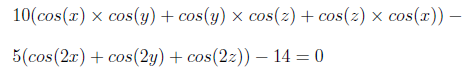 10(cos(x) × cos(y) + cos(y) × cos(z) + cos(z) × cos(x)) −
5(cos(2x) + cos(2y) + cos(2z)) − 14 = 0